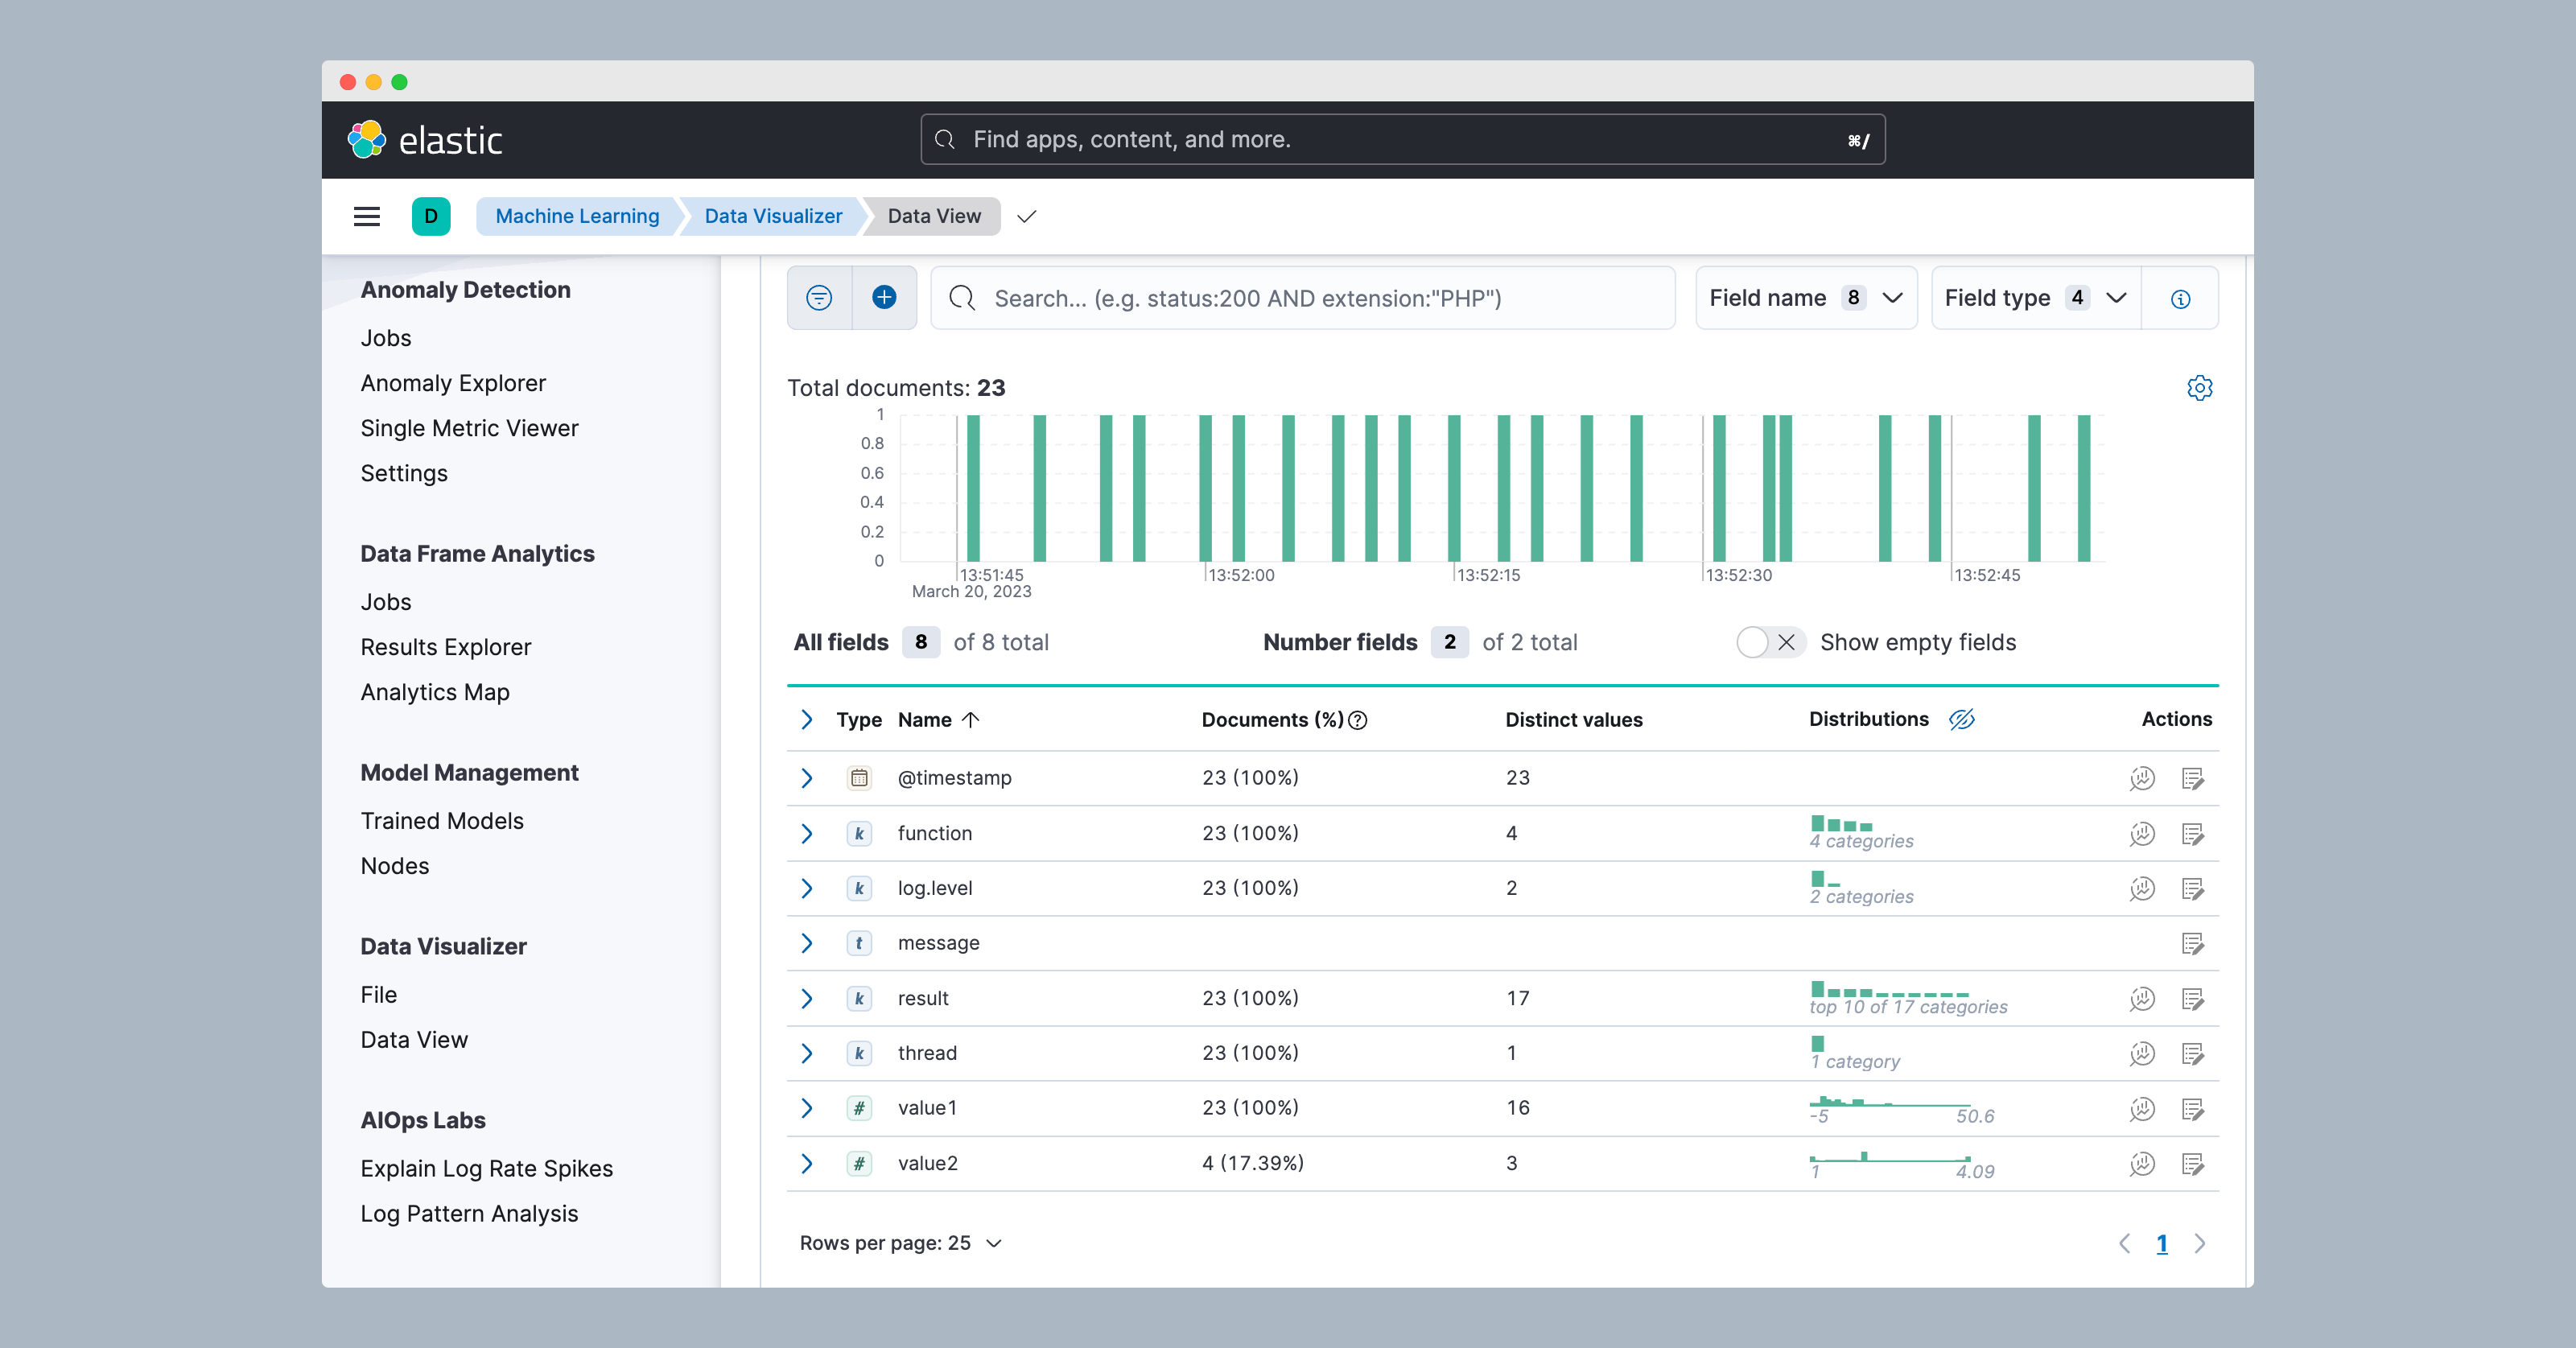 elastic
Find apps, content, and more.
⌘/
D
Machine Learning
Data Visualizer
Data View
Anomaly Detection
Jobs
Anomaly Explorer
Single Metric Viewer
Settings
Data Frame Analytics
Jobs
Results Explorer
Analytics Map
Model Management
Trained Models
Nodes
Data Visualizer
File
Data View
AIOps Labs
Explain Log Rate Spikes
Log Pattern Analysis
Search... (e.g. status:200 AND extension:"PHP")
Field name 8
Field type 4
Total documents: 23
1
0.8
0.6
0.4
0.2
0
13:51:45 13:52:00 13:52:15 13:52:30 13:52:45
March 20, 2023
All fields 8 of 8 total
Number fields 2 of 2 total
Show empty fields
Type Name Documents (%) Distinct values Distributions Actions
@timestamp 23 (100%) 23
k function 23 (100%) 4
4 categories
k log.level 23 (100%) 2
2 categories
t message
k result 23 (100%) 17
top 10 of 17 categories
k thread 23 (100%) 1
1 category
# value1 23 (100%) 16
-5 50.6
# value2 4 (17.39%) 3
1 4.09
Rows per page: 25
1